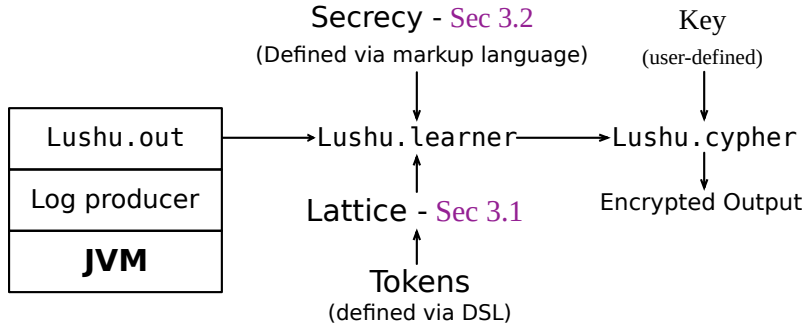 Secrecy - Sec 3.2
(Defined via markup language)
Key
(user-defined)
Lushu.out
Lushu.learner
Lushu.cypher
Log producer
Lattice - Sec 3.1
Encrypted Output
JVM
Tokens
(defined via DSL)